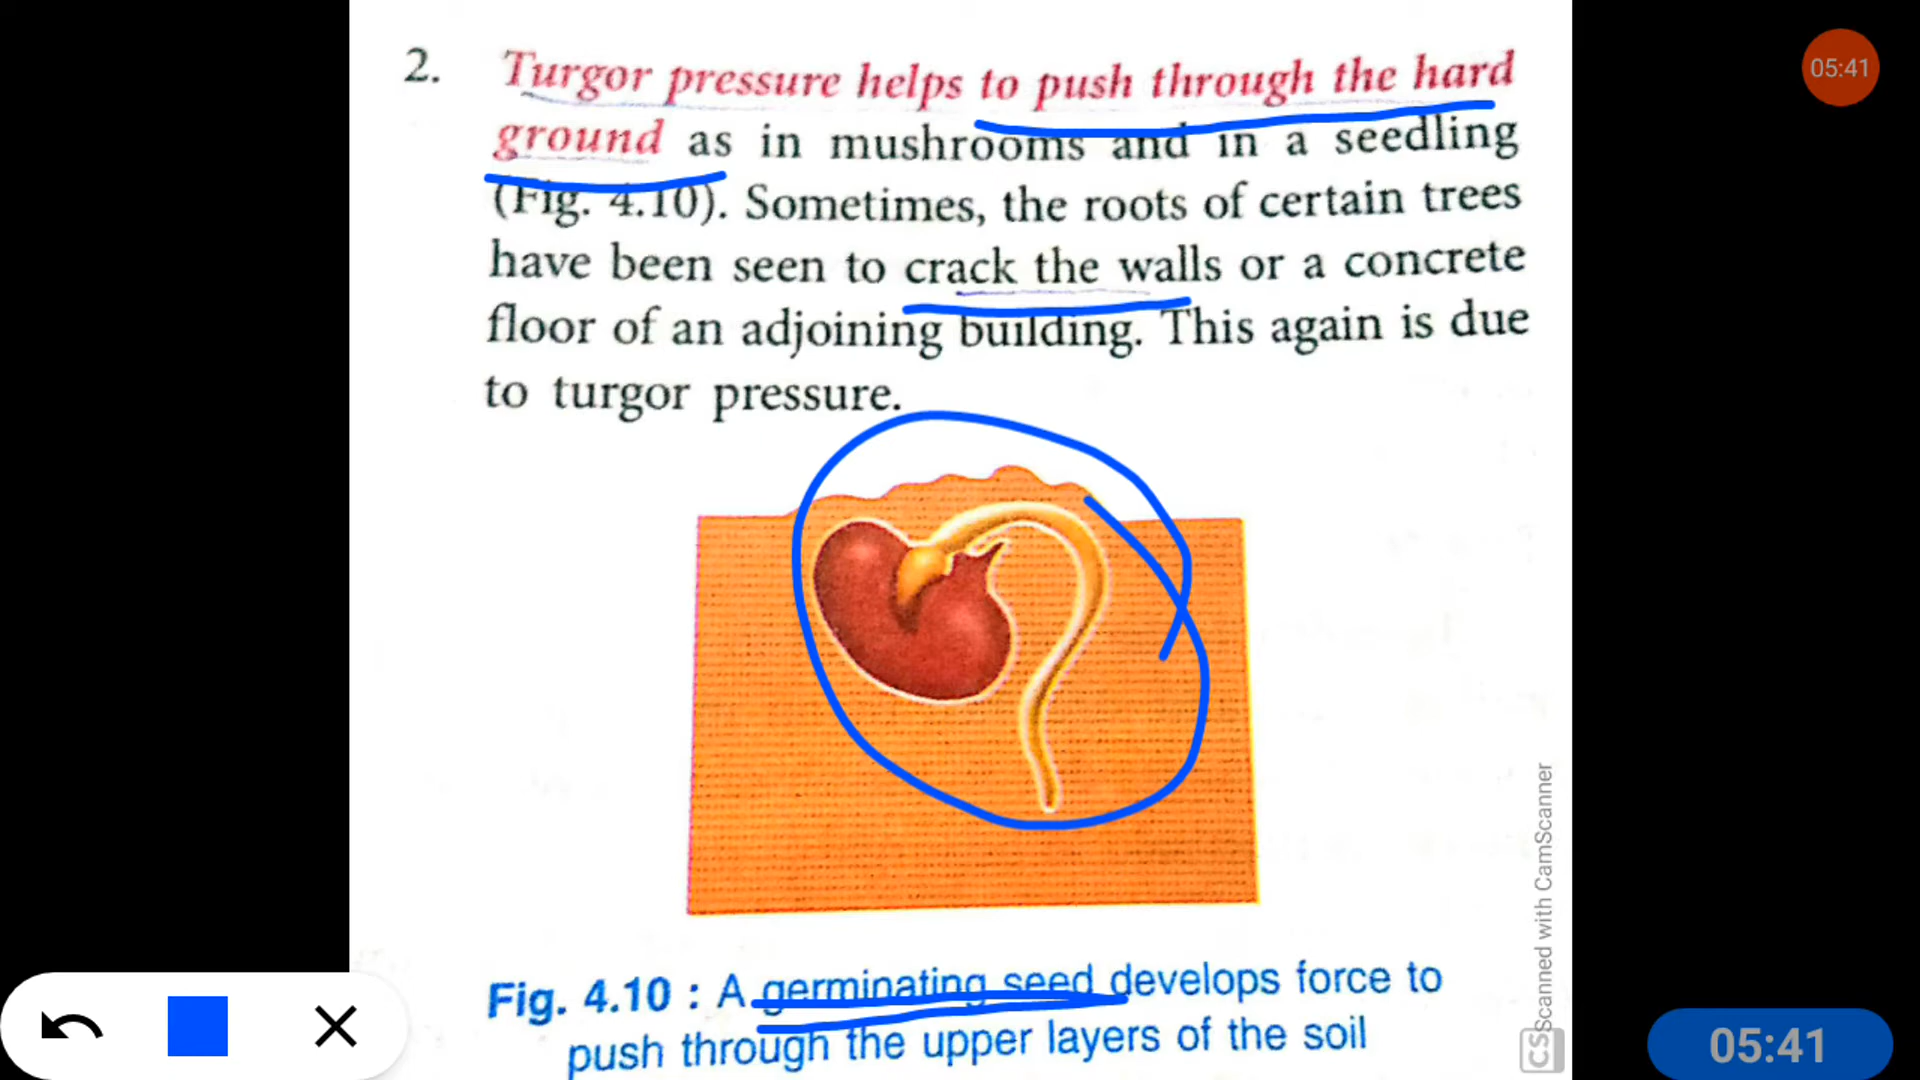 05:41
2. Turgor pressure helps to push through the hard
ground as in mushrooms and in a seedling
(Fig. 4.10). Sometimes, the roots of certain trees
have been seen to crack the walls or a concrete
floor of an adjoining building. This again is due
to turgor pressure.
Fig. 4.10 : A germinating seed develops force to
push through the upper layers of the soil
CS Scanned with CamScanner
05:41